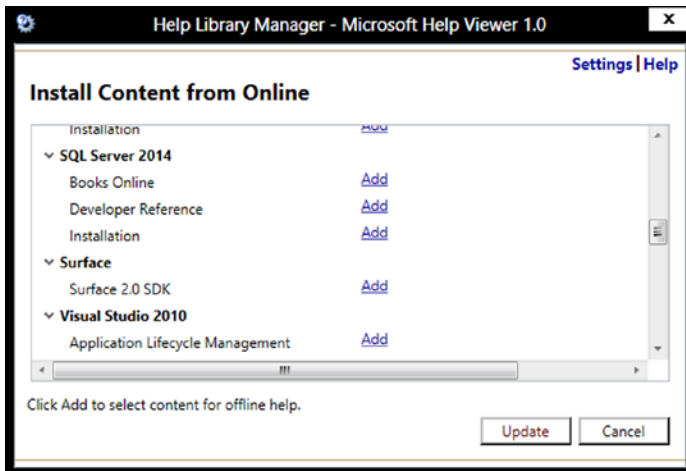 Help Library Manager - Microsoft Help Viewer 1.0 x
Settings | Help
Install Content from Online
Installation Add
SQL Server 2014
Books Online Add
Developer Reference Add
Installation Add
Surface
Surface 2.0 SDK Add
Visual Studio 2010
Application Lifecycle Management Add
Click Add to select content for offline help.
Update Cancel